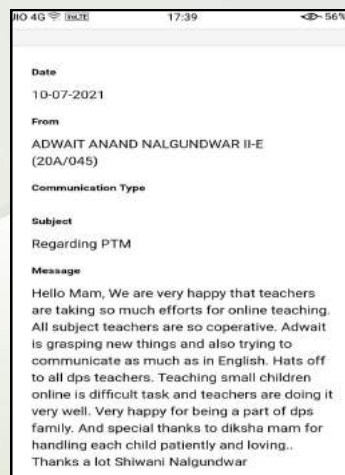 JIO 4G VoLTE 17:39 56%
Date
10-07-2021
From
ADWAIT ANAND NALGUNDWAR II-E
(20A/045)
Communication Type
Subject
Regarding PTM
Message
Hello Mam, We are very happy that teachers
are taking so much efforts for online teaching.
All subject teachers are so coperative. Adwait
is grasping new things and also trying to
communicate as much as in English. Hats off
to all dps teachers. Teaching small children
online is difficult task and teachers are doing it
very well. Very happy for being a part of dps
family. And special thanks to diksha mam for
handling each child patiently and loving..
Thanks a lot Shiwani Nalgundwar